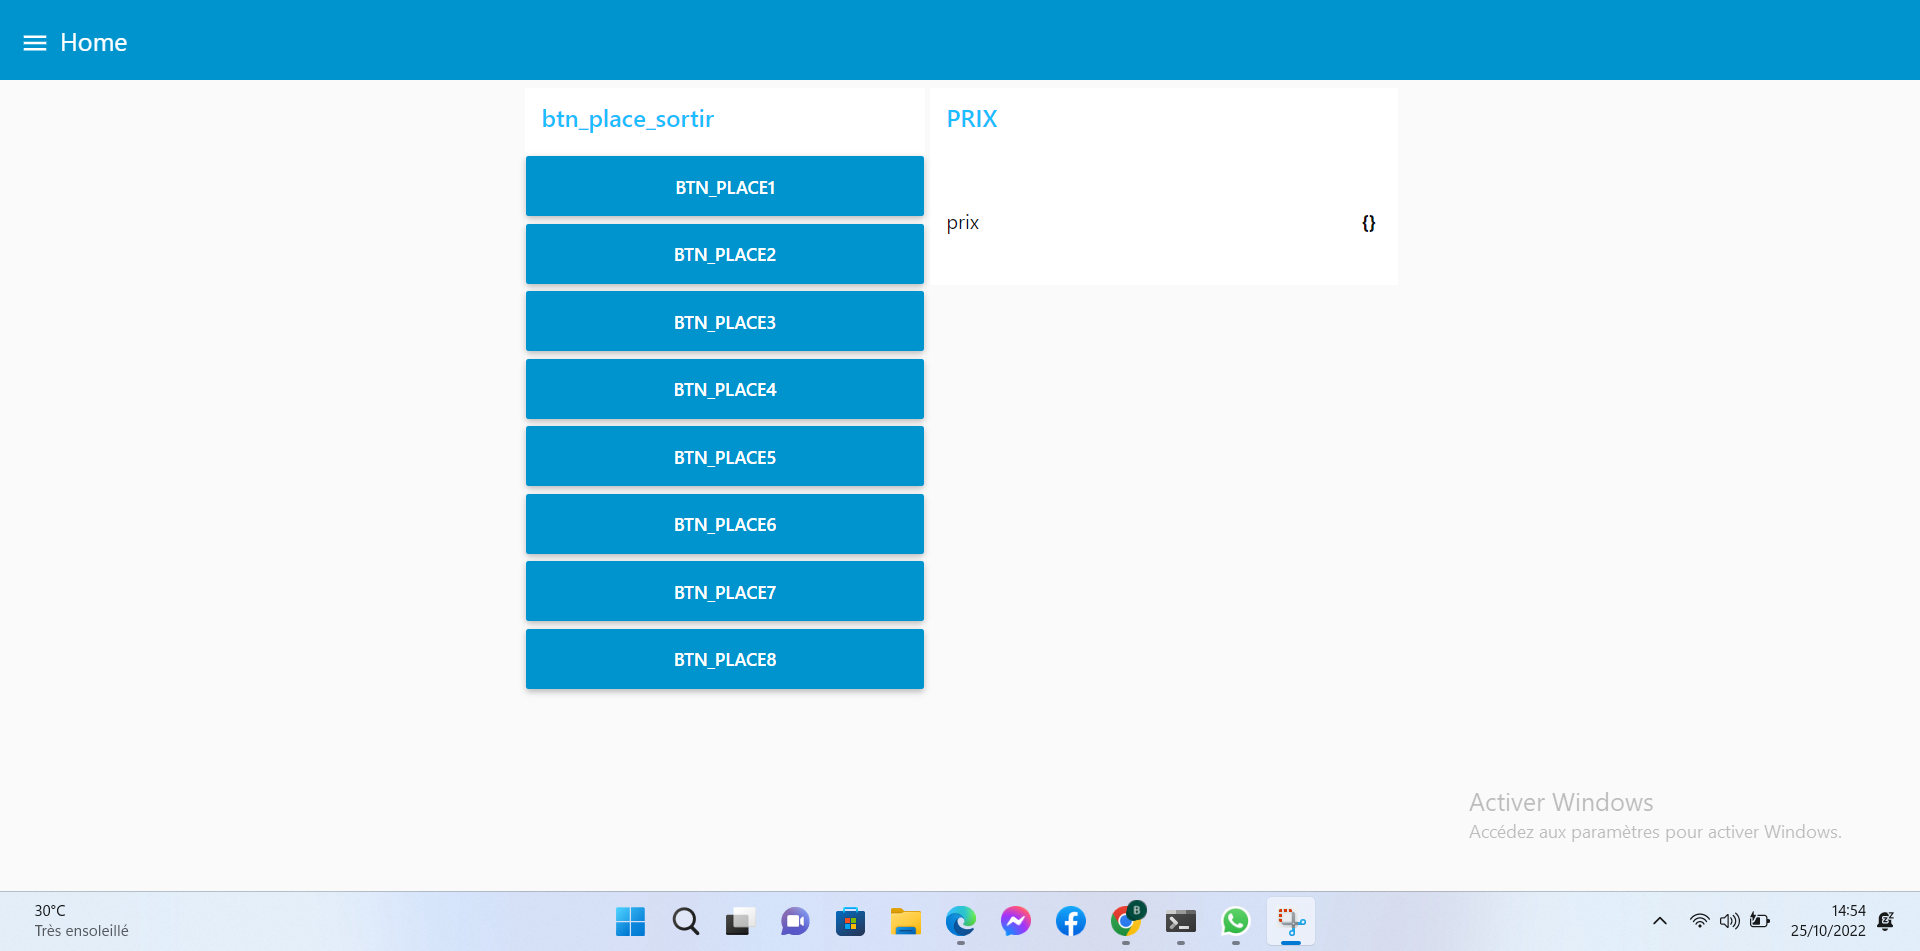 Home
btn_place_sortir
BTN_PLACE1
BTN_PLACE2
BTN_PLACE3
BTN_PLACE4
BTN_PLACE5
BTN_PLACE6
BTN_PLACE7
BTN_PLACE8
PRIX
prix {}
Activer Windows
Accédez aux paramètres pour activer Windows.
30°C
Très ensoleillé
B
14:54
25/10/2022